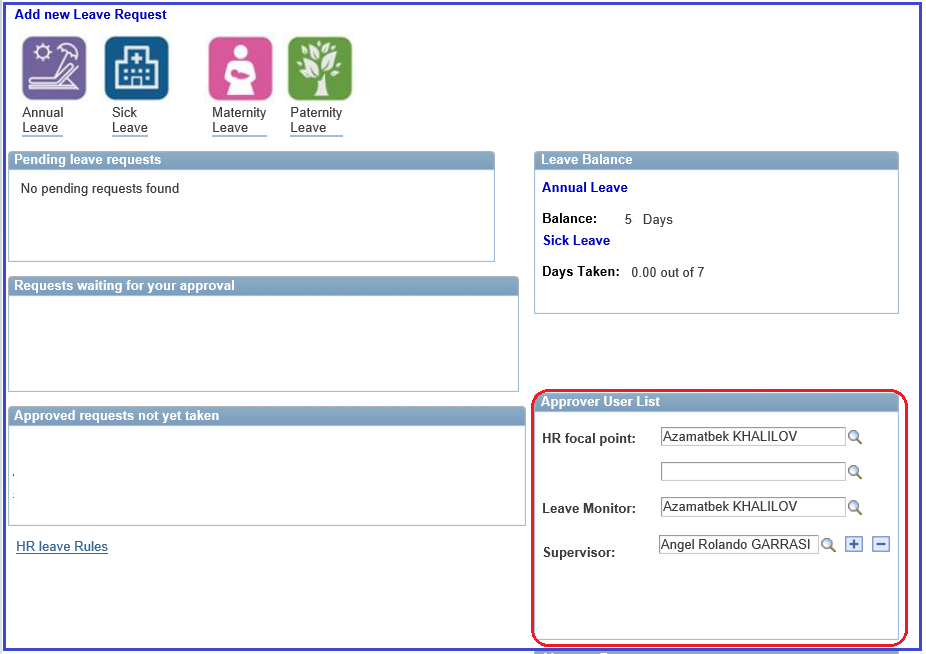 Add new Leave Request
Annual
Leave
Sick
Leave
Maternity
Leave
Paternity
Leave
Pending leave requests
No pending requests found
Requests waiting for your approval
Approved requests not yet taken
HR leave Rules
Leave Balance
Annual Leave
Balance: 5 Days
Sick Leave
Days Taken: 0.00 out of 7
Approver User List
HR focal point: Azamatbek KHALILOV
Leave Monitor: Azamatbek KHALILOV
Supervisor: Angel Rolando GARRASI